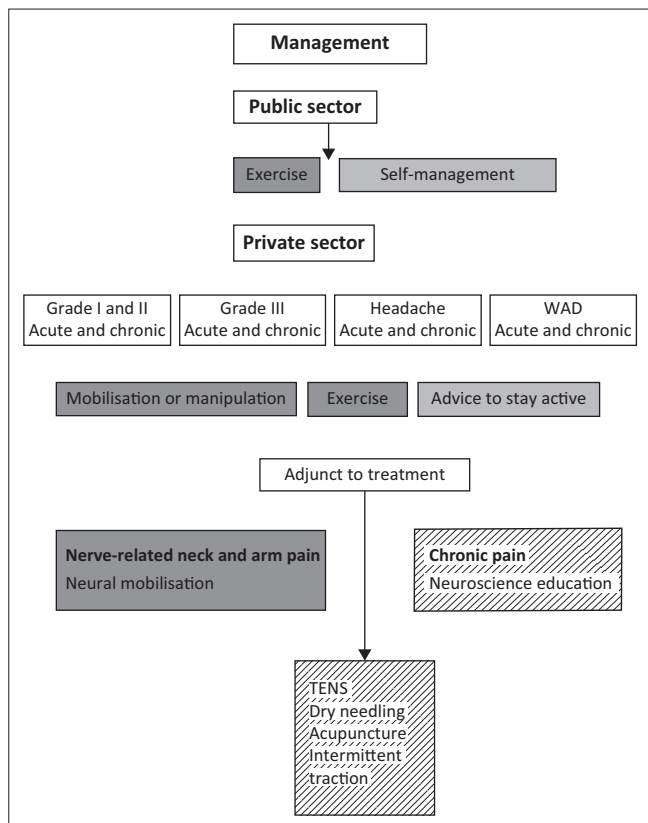 Management
Public sector
Exercise
Self-management
Private sector
Grade I and II
Acute and chronic
Grade III
Acute and chronic
Headache
Acute and chronic
WAD
Acute and chronic
Mobilisation or manipulation
Exercise
Advice to stay active
Adjunct to treatment
Nerve-related neck and arm pain
Neural mobilisation
Chronic pain
Neuroscience education
TENS
Dry needling
Acupuncture
Intermittent
traction